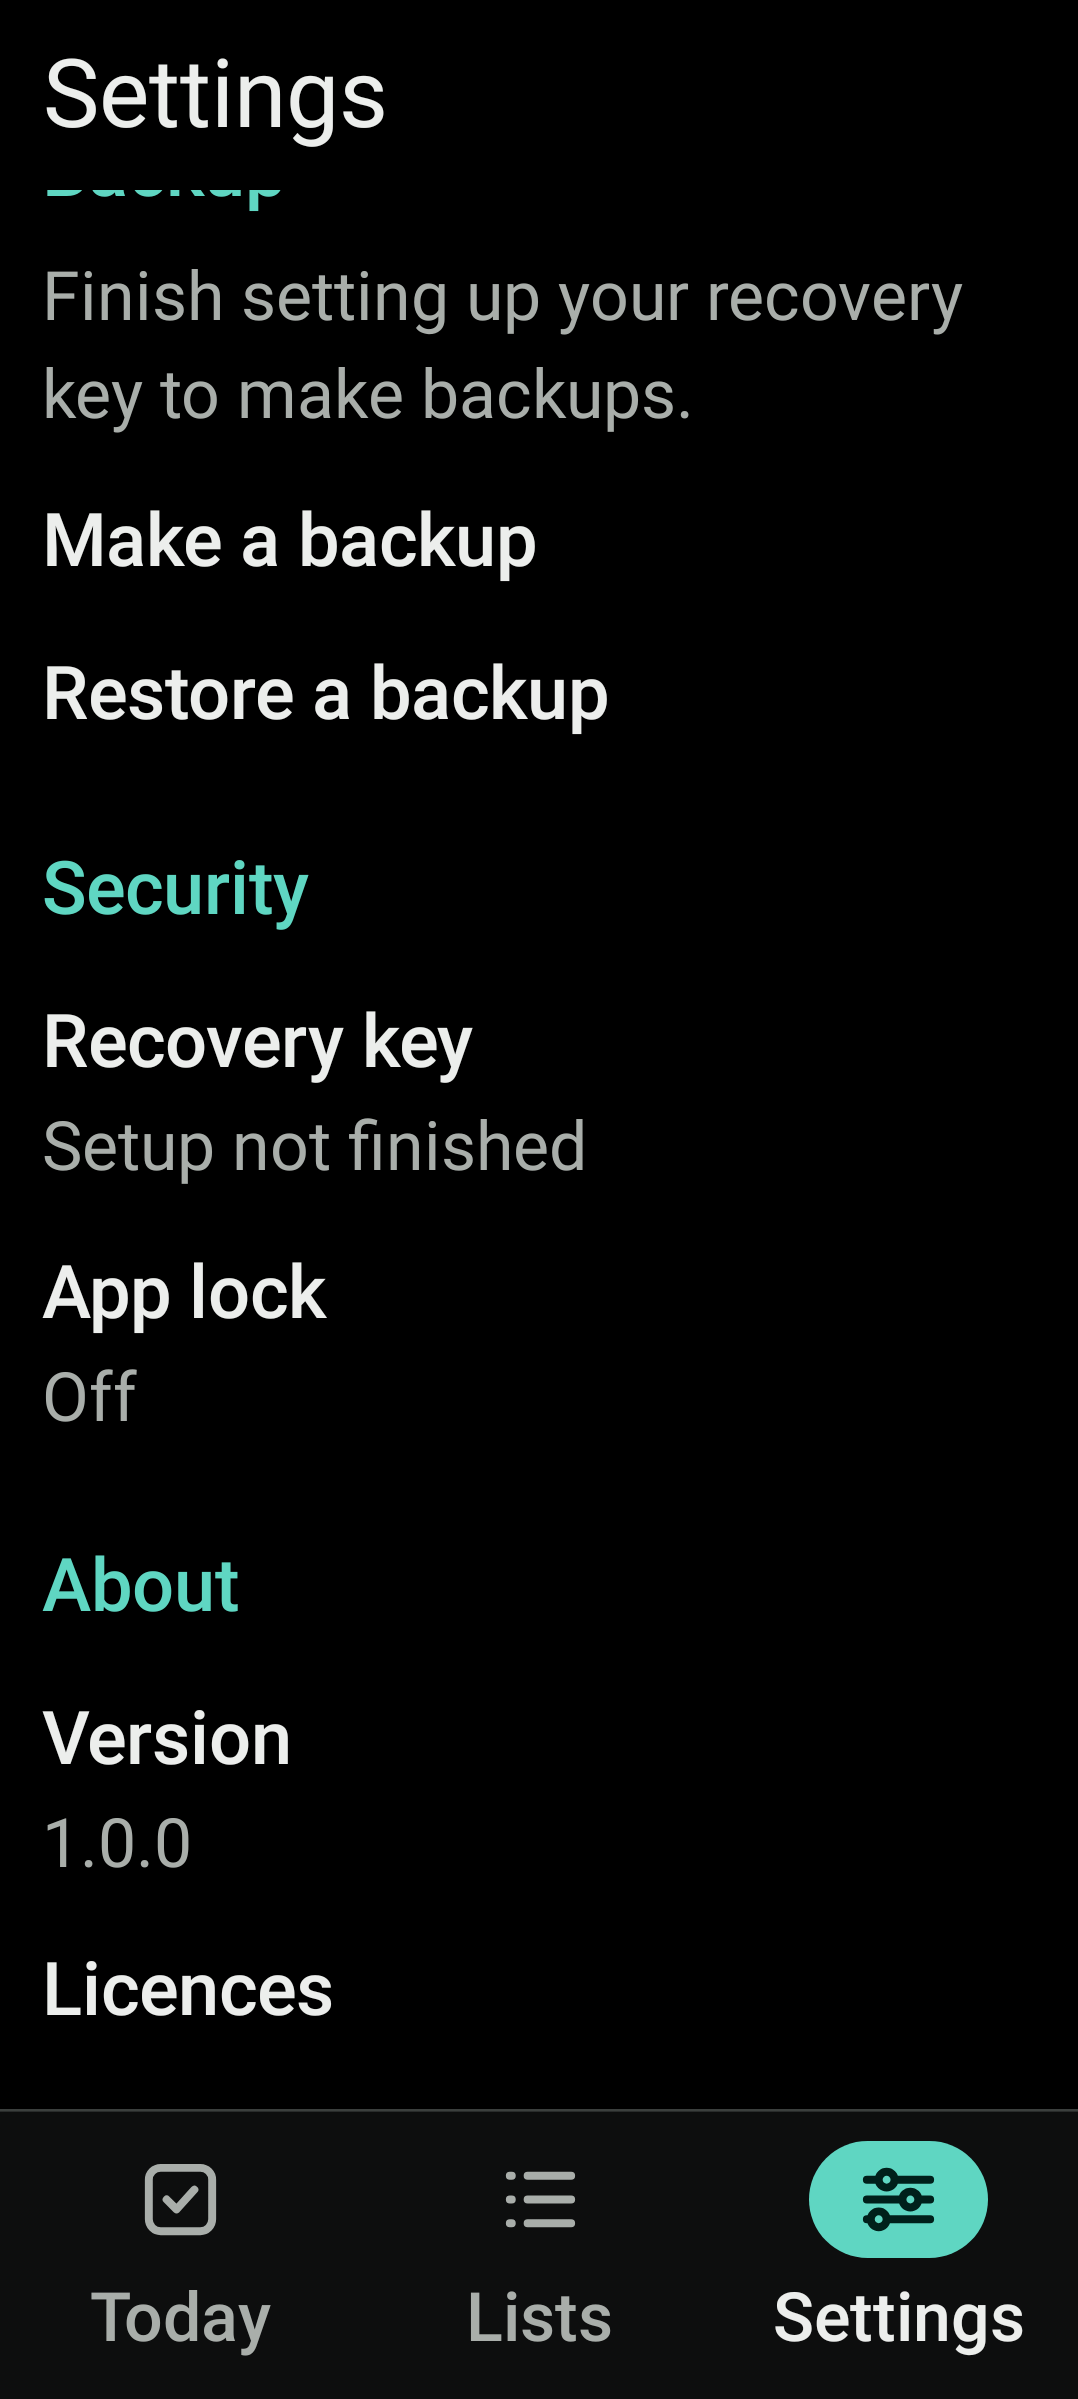 Settings
Backup
Finish setting up your recovery
key to make backups.
Make a backup
Restore a backup
Security
Recovery key
Setup not finished
App lock
Off
About
Version
1.0.0
Licences
Today
Lists
Settings